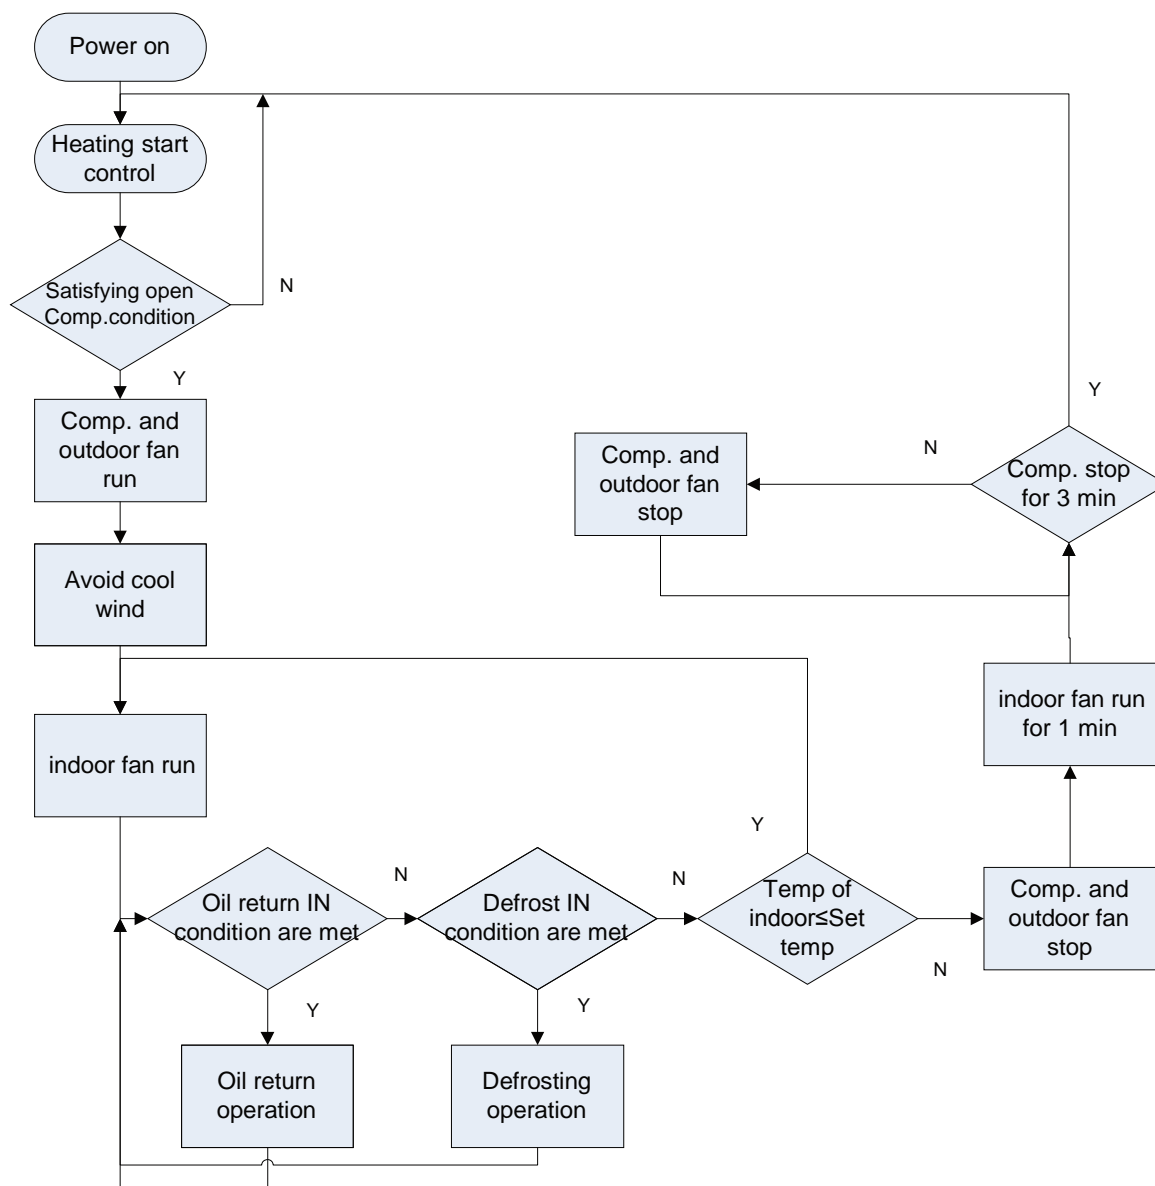 Power on
Heating start
control
Satisfying open
Comp.condition
N
Y
Comp. and
outdoor fan
run
Avoid cool
wind
indoor fan run
Oil return IN
condition are met
N
Y
Oil return
operation
Defrost IN
condition are met
N
Y
Defrosting
operation
Temp of
indoor≤Set
temp
Y
N
Comp. and
outdoor fan
stop
indoor fan run
for 1 min
Comp. stop
for 3 min
Y
N
Comp. and
outdoor fan
stop